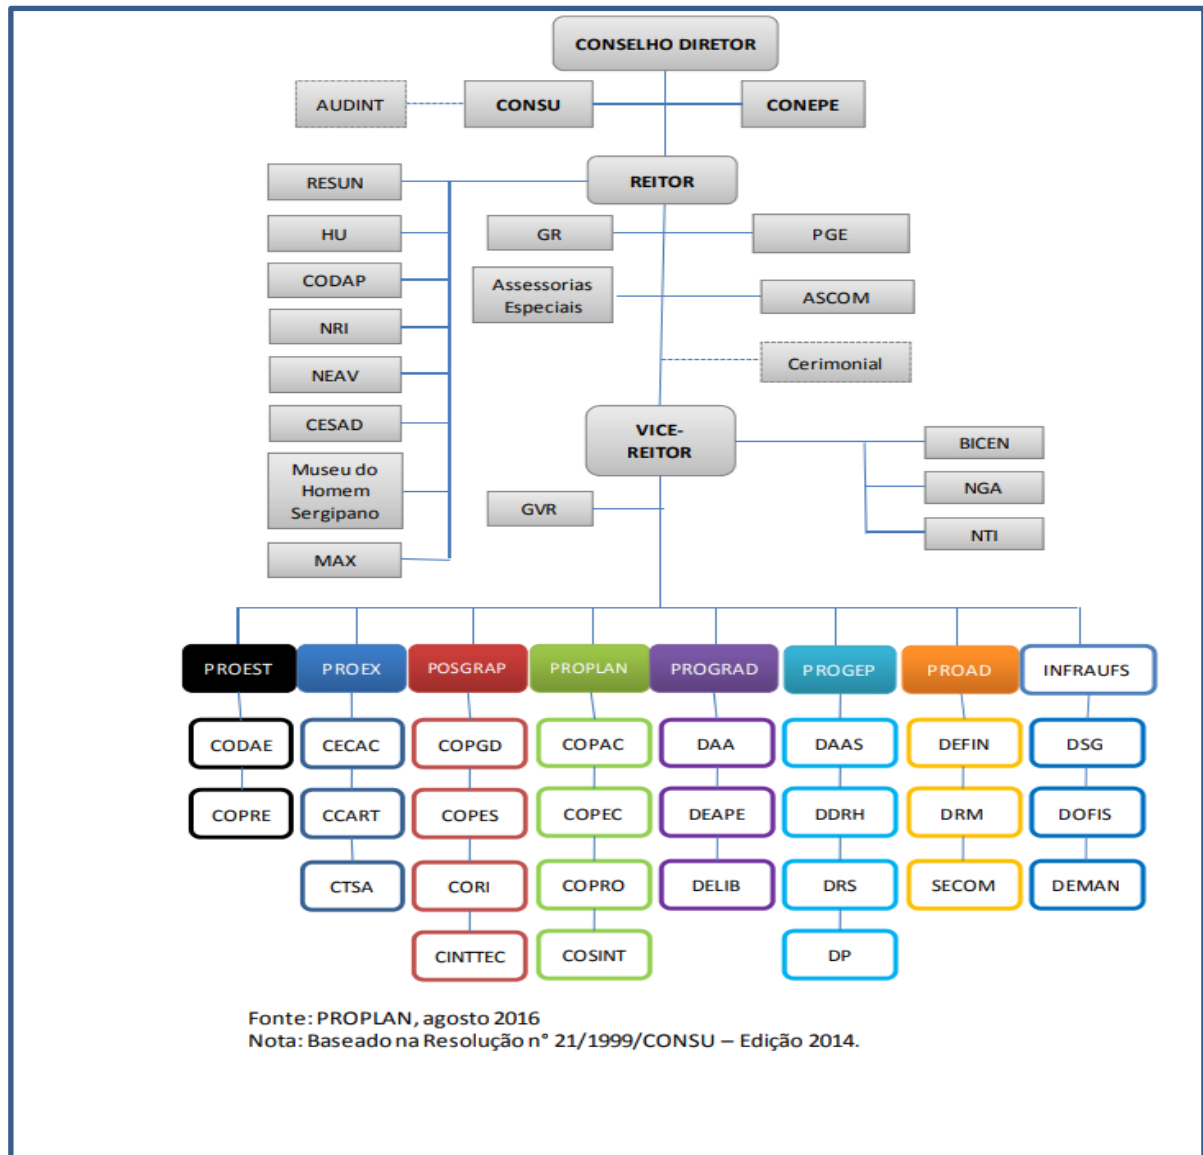 CONSELHO DIRETOR
AUDINT
CONSU
CONEPE
RESUN
REITOR
HU
GR
PGE
CODAP
Assessorias
Especiais
ASCOM
NRI
Cerimonial
NEAV
CESAD
VICE-
REITOR
BICEN
Museu do
Homem
Sergipano
NGA
GVR
NTI
MAX
PROEST
PROEX
POSGRAP
PROPLAN
PROGRAD
PROGEP
PROAD
INFRAUFS
CODAE
CECAC
COPGD
COPAC
DAA
DAAS
DEFIN
DSG
COPRE
CCART
COPES
COPEC
DEAPE
DDRH
DRM
DOFIS
CTSA
CORI
COPRO
DELIB
DRS
SECOM
DEMAN
CINTTEC
COSINT
DP
Fonte: PROPLAN, agosto 2016
Nota: Baseado na Resolução n° 21/1999/CONSU – Edição 2014.